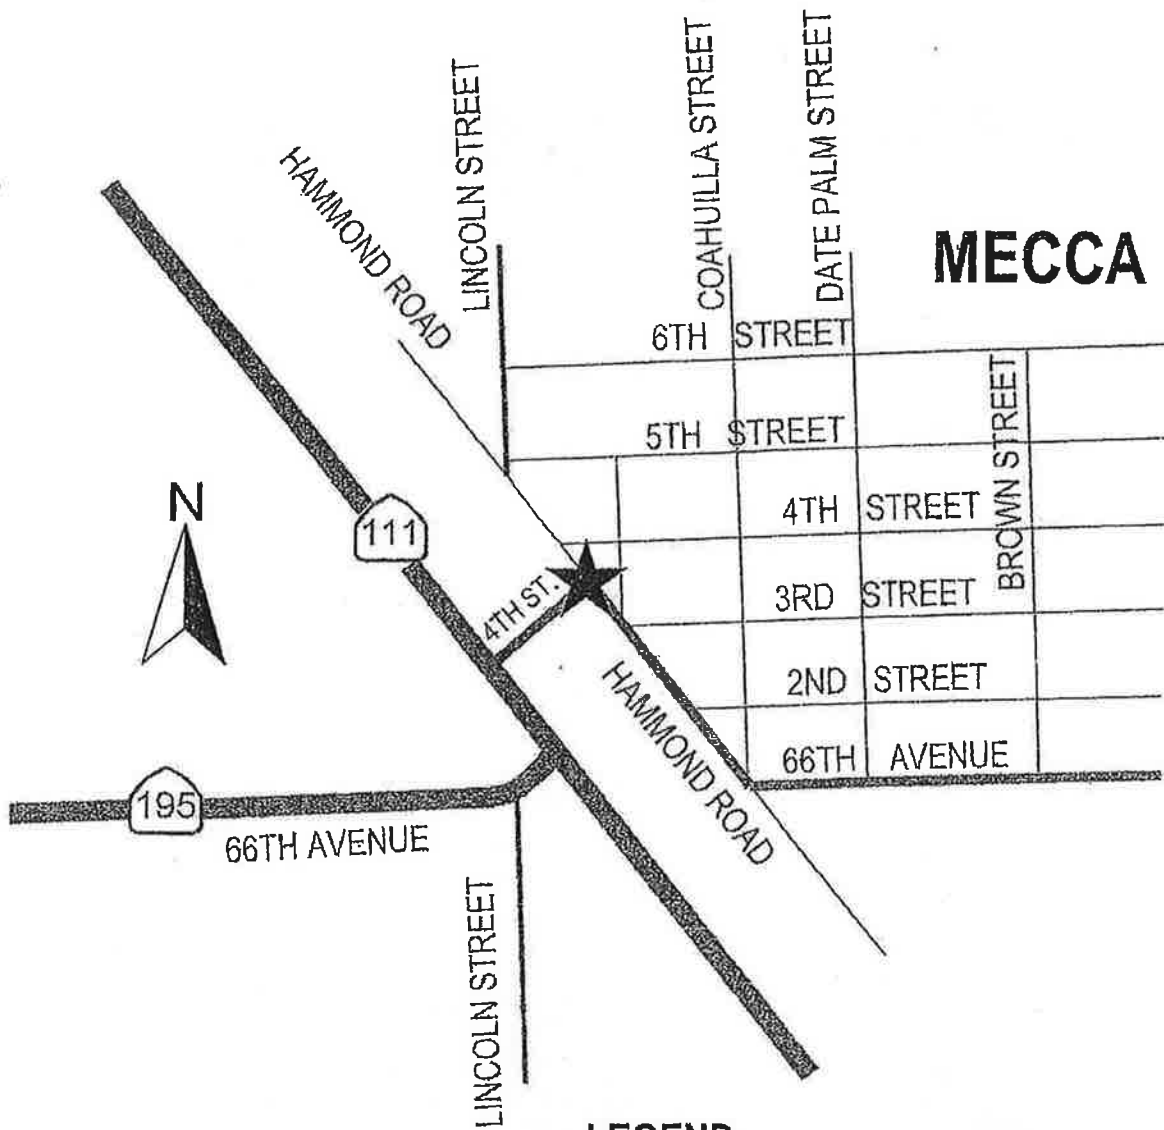 COAHUILLA STREET
DATE PALM STREET
LINCOLN STREET
HAMMOND ROAD
MECCA
6TH STREET
BROWN STREET
5TH STREET
N
111
4TH STREET
4TH ST.
3RD STREET
HAMMOND ROAD
2ND STREET
66TH AVENUE
195
66TH AVENUE
LINCOLN STREET
LEGEND